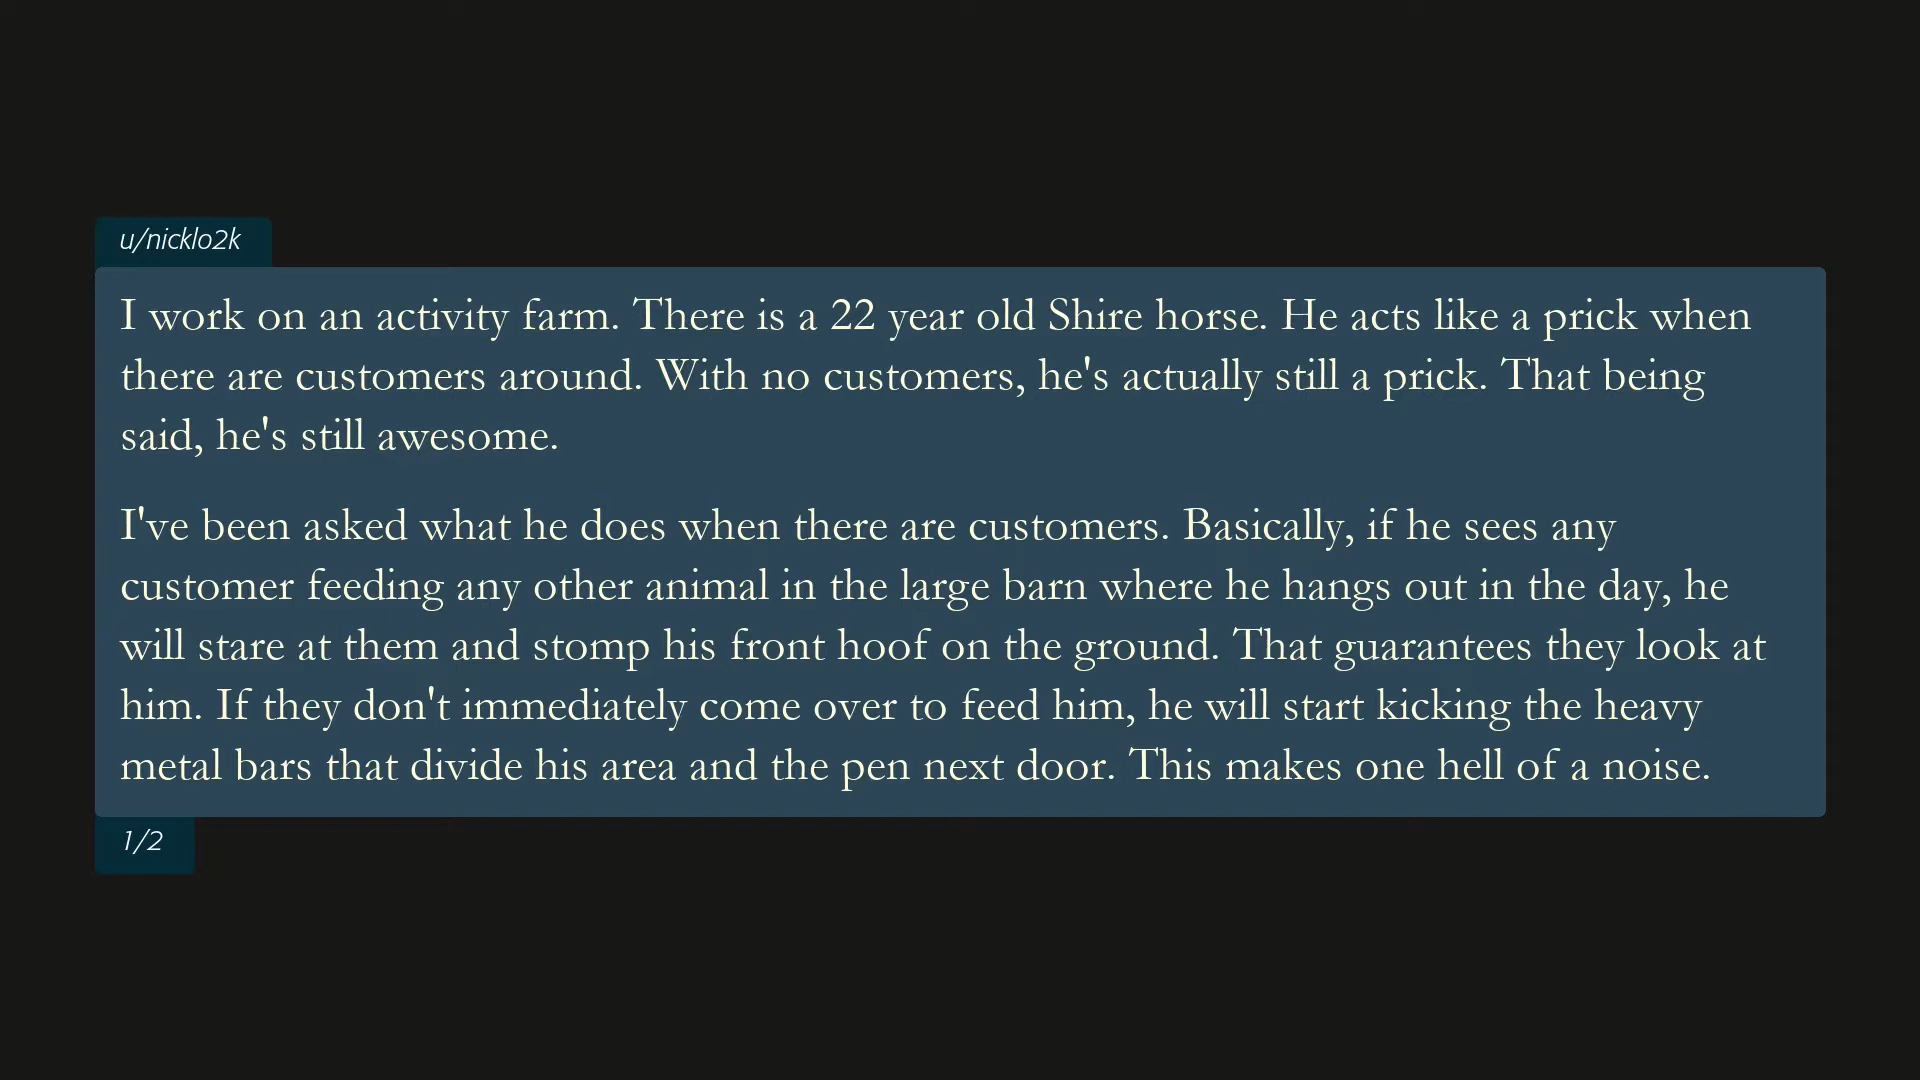 u/nicklo2k
I work on an activity farm. There is a 22 year old Shire horse. He acts like a prick when
there are customers around. With no customers, he's actually still a prick. That being
said, he's still awesome.
I've been asked what he does when there are customers. Basically, if he sees any
customer feeding any other animal in the large barn where he hangs out in the day, he
will stare at them and stomp his front hoof on the ground. That guarantees they look at
him. If they don't immediately come over to feed him, he will start kicking the heavy
metal bars that divide his area and the pen next door. This makes one hell of a noise.
1/2